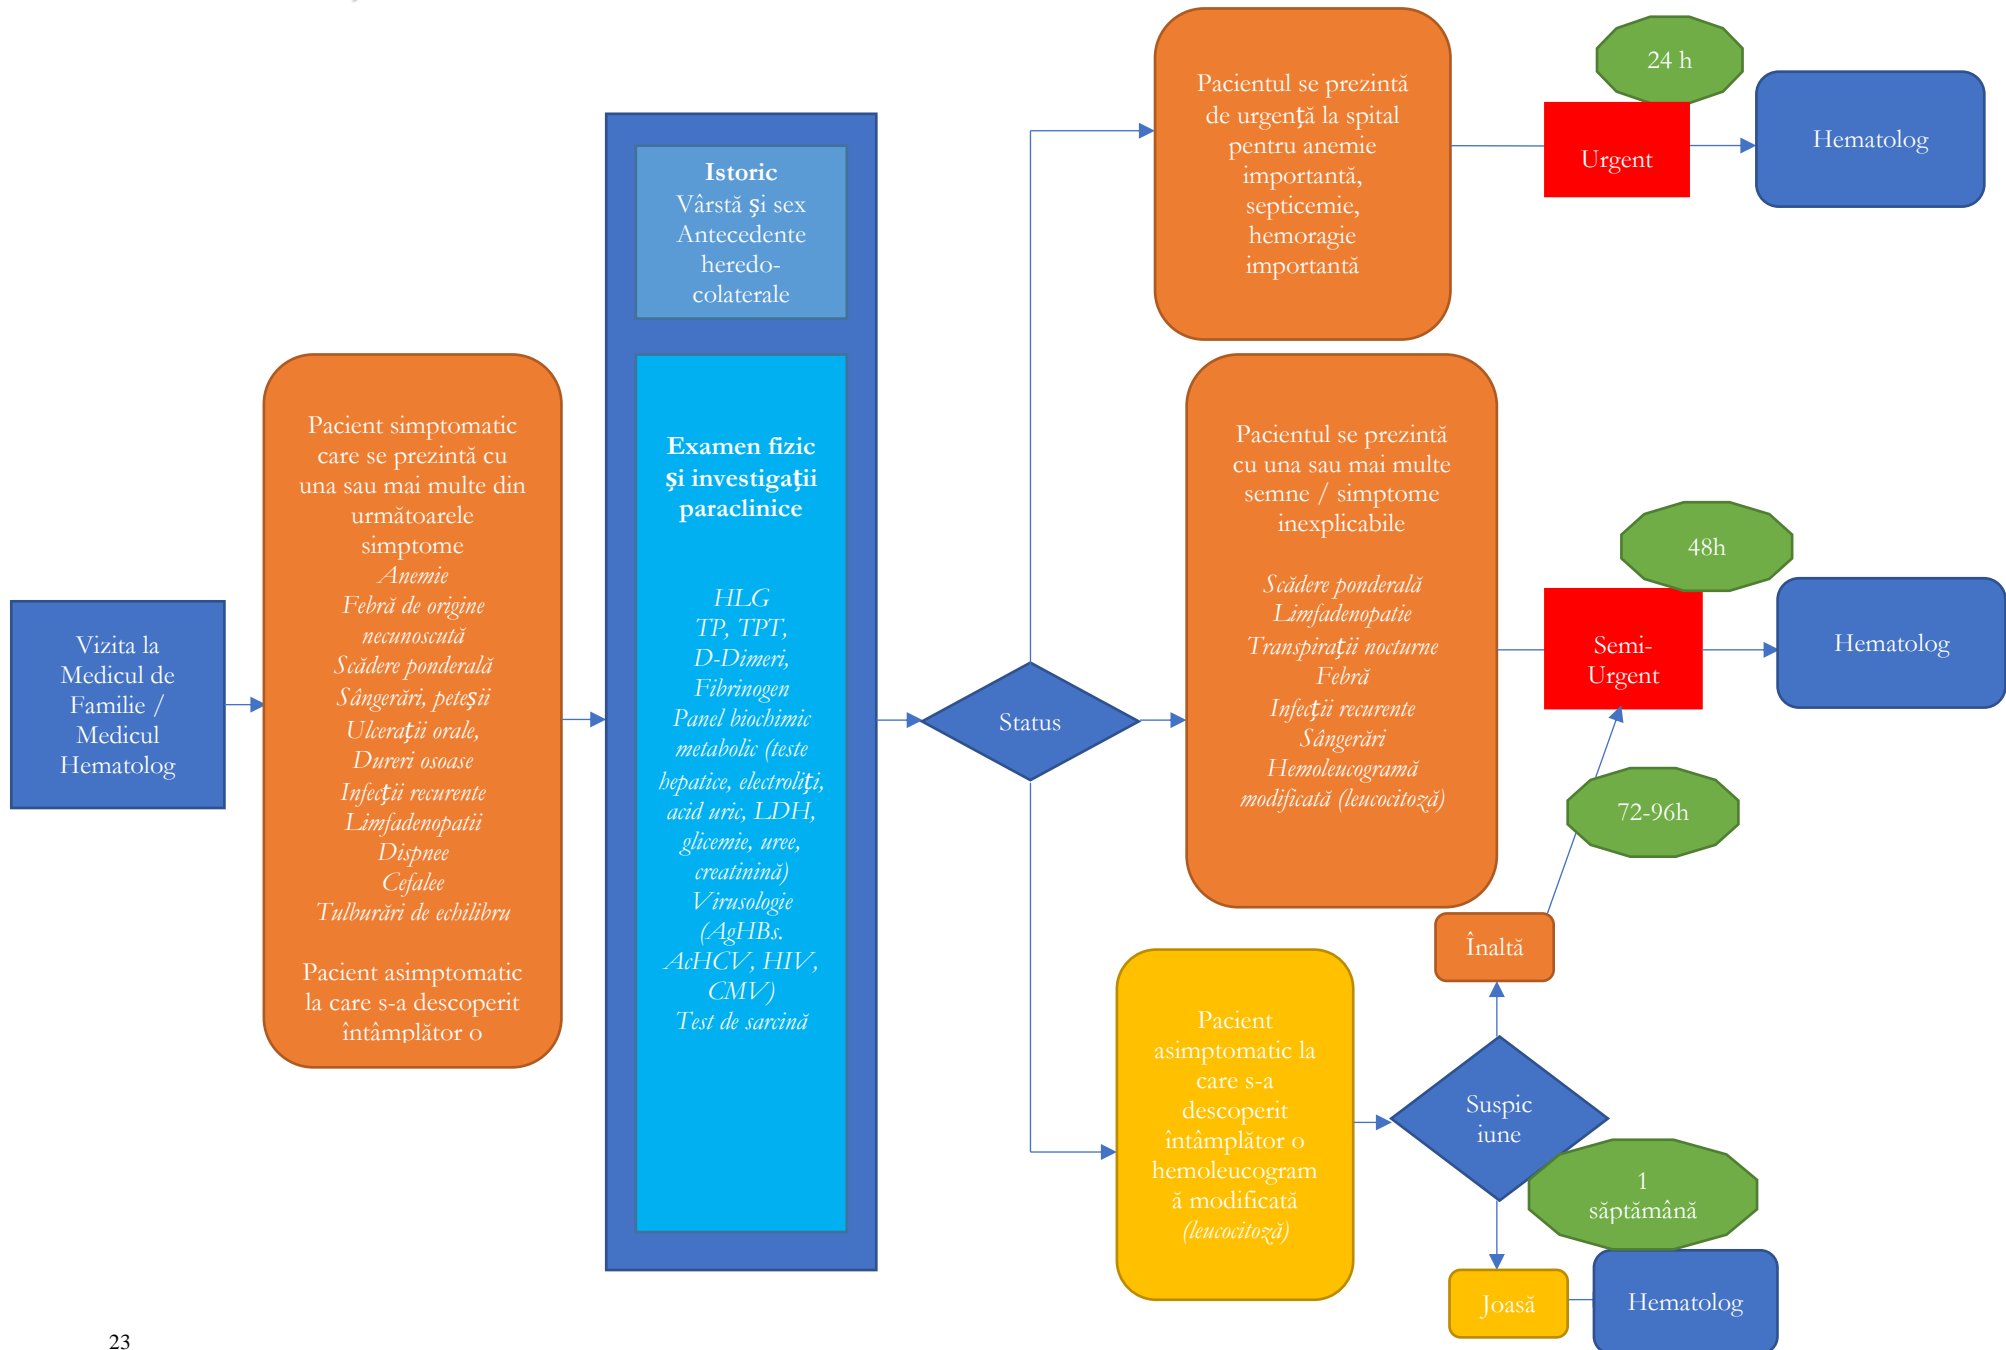 Vizita la
Medicul de
Familie /
Medicul
Hematolog
Pacient simptomatic
care se prezintă cu
una sau mai multe din
următoarele
simptome
Anemie
Febră de origine
necunoscută
Scădere ponderală
Sângerări, peteşii
Ulceraţii orale,
Dureri osoase
Infecţii recurente
Limfadenopatii
Dispnee
Cefalee
Tulburări de echilibru
Pacient asimptomatic
la care s-a descoperit
întâmplător o
Istoric
Vârstă şi sex
Antecedente
heredo-
colaterale
Examen fizic
şi investigaţii
paraclinice
HLG
TP, TPT,
D-Dimeri,
Fibrinogen
Panel biochimic
metabolic (teste
hepatice, electroliţi,
acid uric, LDH,
glicemie, uree,
creatinină)
Virusologie
(AgHBs.
AcHCV, HIV,
CMV)
Test de sarcină
Status
Pacientul se prezintă
de urgenţă la spital
pentru anemie
importantă,
septicemie,
hemoragie
importantă
24 h
Urgent
Hematolog
Pacientul se prezintă
cu una sau mai multe
semne / simptome
inexplicabile
Scădere ponderală
Limfadenopatie
Transpiraţii nocturne
Febră
Infecţii recurente
Sângerări
Hemoleucogramă
modificată (leucocitoză)
48h
Semi-
Urgent
Hematolog
72-96h
Înaltă
Pacient
asimptomatic la
care s-a
descoperit
întâmplător o
hemoleucogram
ă modificată
(leucocitoză)
Suspic
iune
1
săptămână
Joasă
Hematolog
23